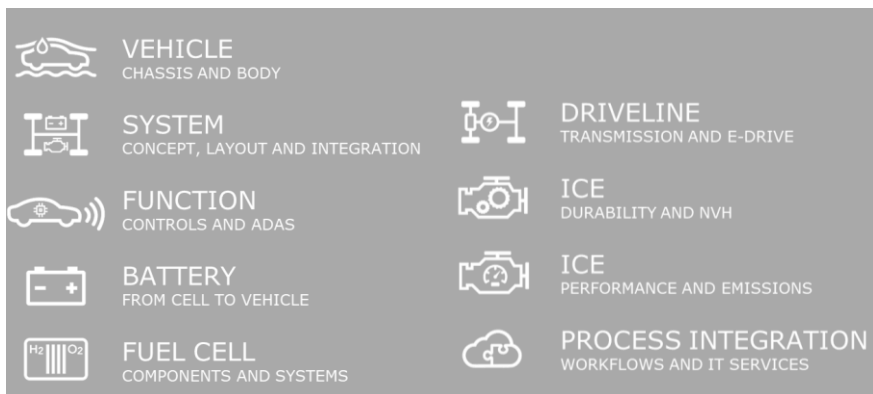 VEHICLE
CHASSIS AND BODY
SYSTEM
CONCEPT, LAYOUT AND INTEGRATION
FUNCTION
CONTROLS AND ADAS
BATTERY
FROM CELL TO VEHICLE
H2 O2
FUEL CELL
COMPONENTS AND SYSTEMS
DRIVELINE
TRANSMISSION AND E-DRIVE
ICE
DURABILITY AND NVH
ICE
PERFORMANCE AND EMISSIONS
PROCESS INTEGRATION
WORKFLOWS AND IT SERVICES